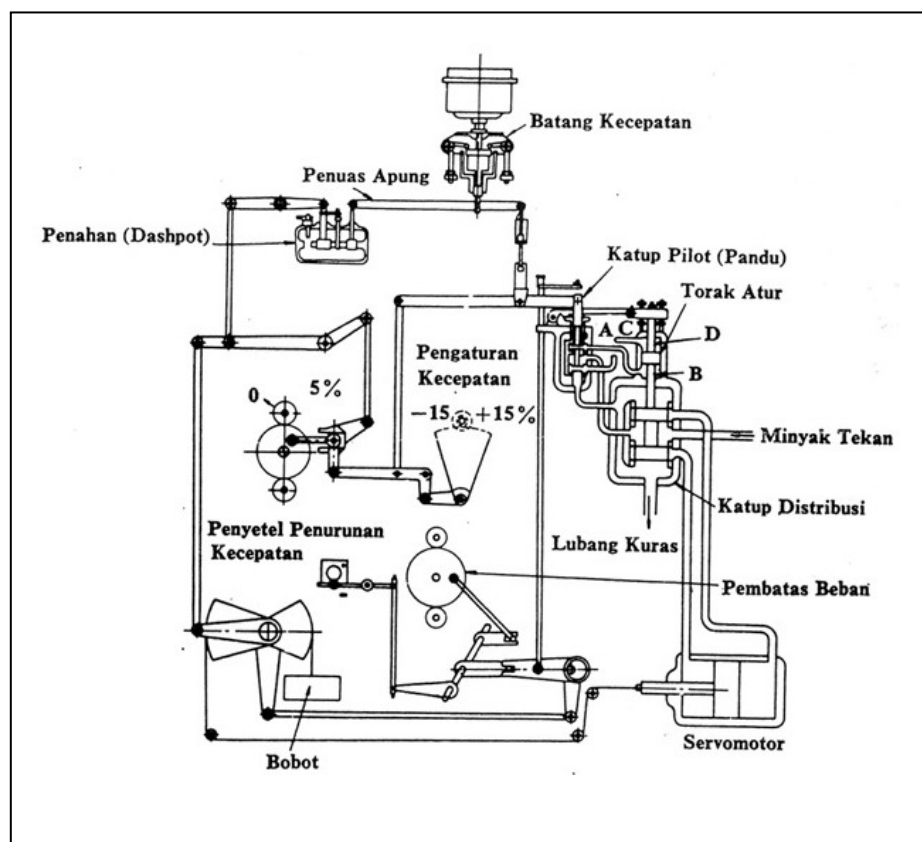 Batang Kecepatan
Penuas Apung
Penahan (Dashpot)
Katup Pilot (Pandu)
Torak Atur
A
C
D
B
Pengaturan
Kecepatan
5%
0
−15
+15%
Minyak Tekan
Katup Distribusi
Lubang Kuras
Penyetel Penurunan
Kecepatan
Pembatas Beban
Servomotor
Bobot